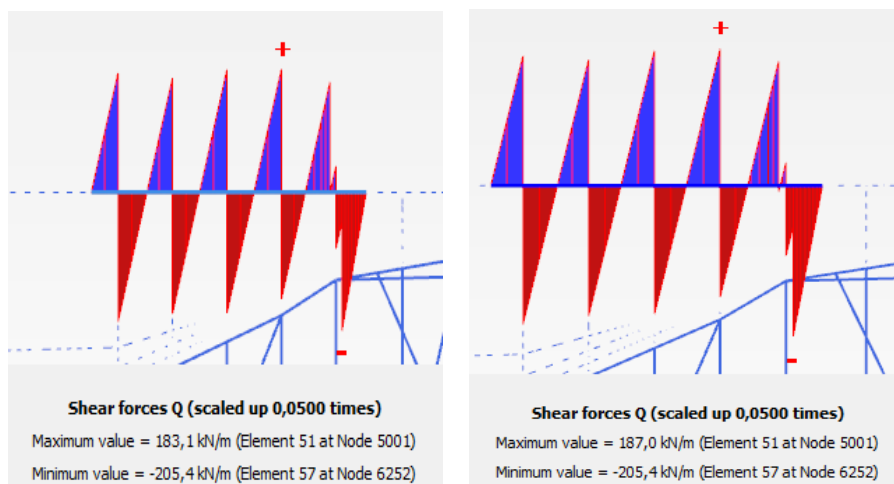 Shear forces Q (scaled up 0,0500 times)
Maximum value = 183,1 kN/m (Element 51 at Node 5001)
Minimum value = -205,4 kN/m (Element 57 at Node 6252)
Shear forces Q (scaled up 0,0500 times)
Maximum value = 187,0 kN/m (Element 51 at Node 5001)
Minimum value = -205,4 kN/m (Element 57 at Node 6252)